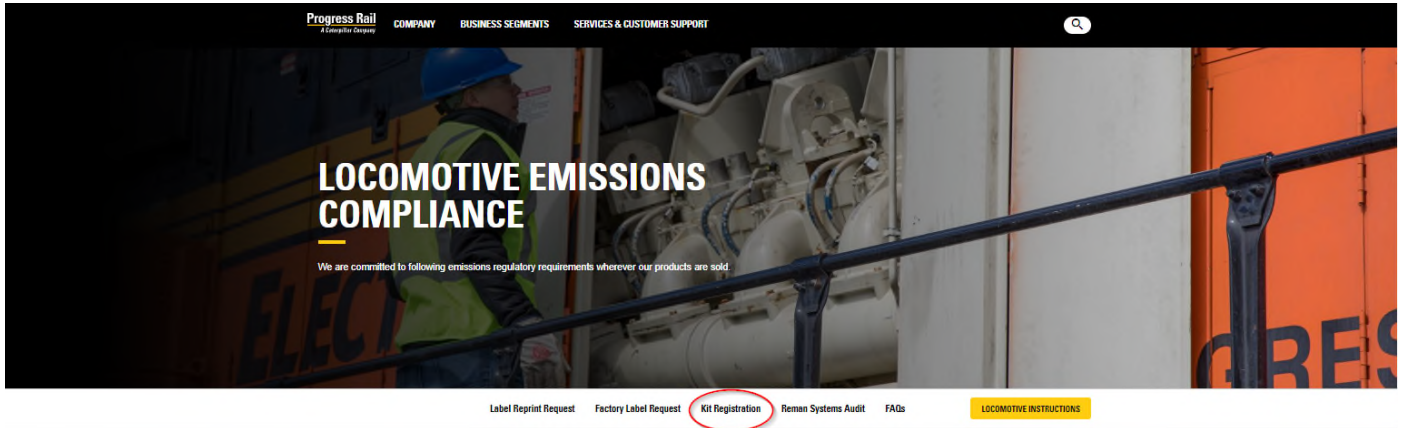 Progress Rail
A Caterpillar Company
COMPANY BUSINESS SEGMENTS SERVICES & CUSTOMER SUPPORT
LOCOMOTIVE EMISSIONS
COMPLIANCE
We are committed to following emissions regulatory requirements wherever our products are sold.
ELECT
GRES
Label Reprint Request Factory Label Request Kit Registration Reman Systems Audit FAQs LOCOMOTIVE INSTRUCTIONS